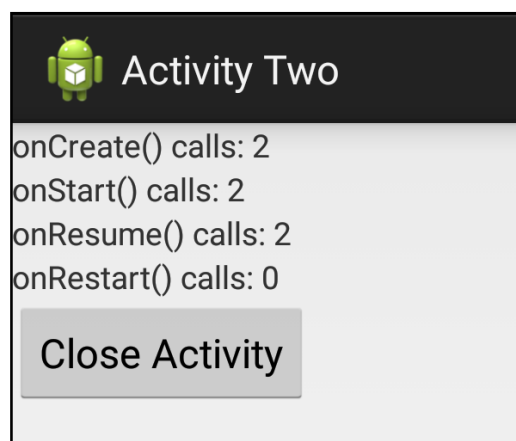 Activity Two
onCreate() calls: 2
onStart() calls: 2
onResume() calls: 2
onRestart() calls: 0
Close Activity